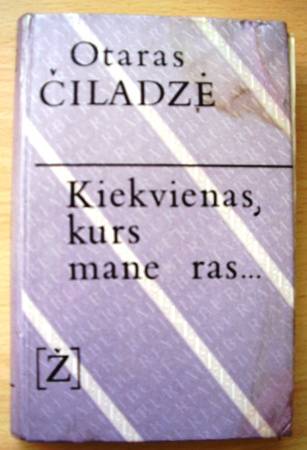 Otaras
ČILADZĖ
Kiekvienas,
kurs
mane ras...
[Ž]